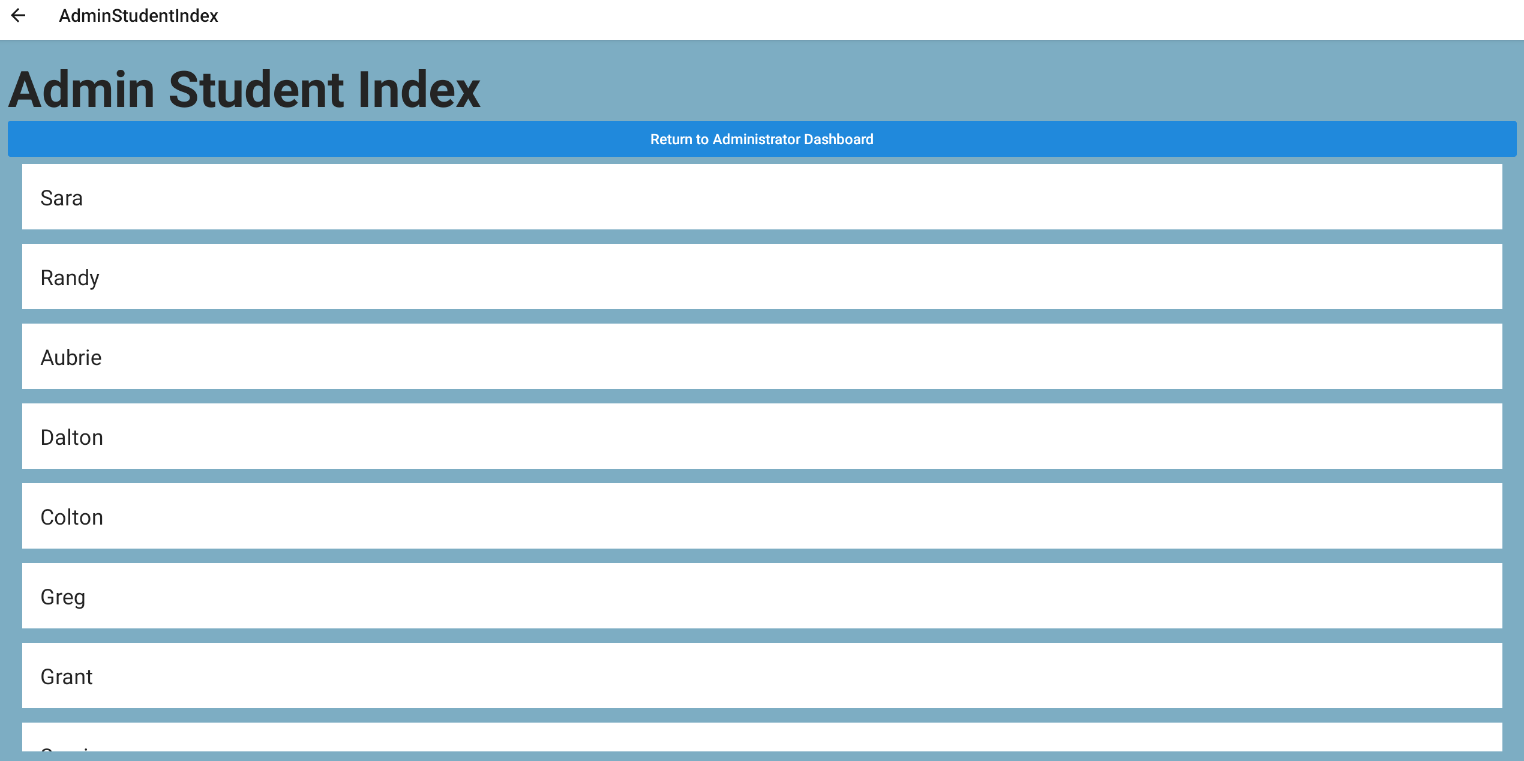 AdminStudentIndex
Admin Student Index
Return to Administrator Dashboard
Sara
Randy
Aubrie
Dalton
Colton
Greg
Grant